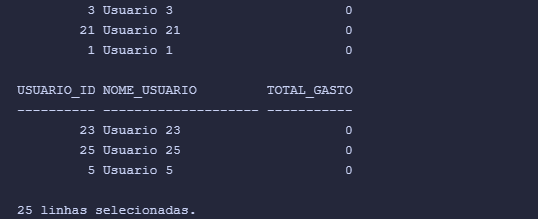 3 Usuario 3 0
21 Usuario 21 0
1 Usuario 1 0
USUARIO_ID NOME_USUARIO TOTAL_GASTO
---------- -------------------- -----------
23 Usuario 23 0
25 Usuario 25 0
5 Usuario 5 0
25 linhas selecionadas.